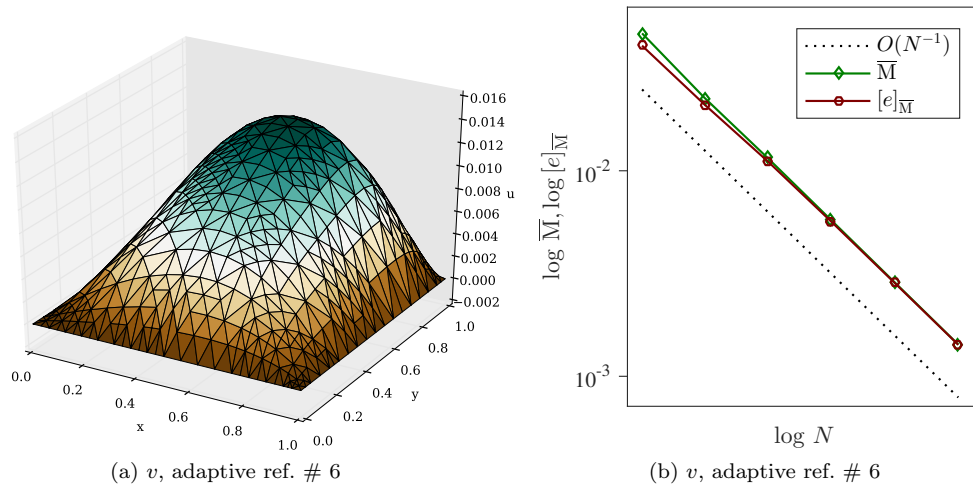 0.016
0.014
0.012
0.010
0.008
u
0.006
0.004
0.002
0.000
−0.002
0.0
0.2
0.4
x
0.6
0.8
1.0
0.0
0.2
0.4
y
0.6
0.8
1.0
(a) v, adaptive ref. # 6
O(N⁻¹)
M̅
[e]_M̅
log M̅, log [e]_M̅
10⁻²
10⁻³
log N
(b) v, adaptive ref. # 6